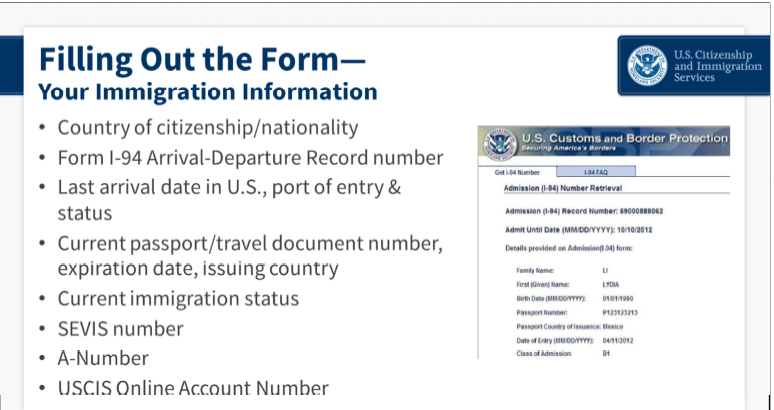 Filling Out the Form—
Your Immigration Information
U.S. Citizenship
and Immigration
Services
• Country of citizenship/nationality
• Form I-94 Arrival-Departure Record number
• Last arrival date in U.S., port of entry &
status
• Current passport/travel document number,
expiration date, issuing country
• Current immigration status
• SEVIS number
• A-Number
• USCIS Online Account Number
U.S. Customs and Border Protection
Securing America's Borders
Get I-94 Number I-94 FAQ
Admission (I-94) Number Retrieval
Admission (I-94) Record Number: 69000888062
Admit Until Date (MM/DD/YYYY): 10/10/2012
Details provided on Admission(I-94) form:
Family Name: LI
First (Given) Name: LYDIA
Birth Date (MM/DD/YYYY): 01/01/1990
Passport Number: P123123213
Passport Country of Issuance: Mexico
Date of Entry (MM/DD/YYYY): 04/11/2012
Class of Admission: B1